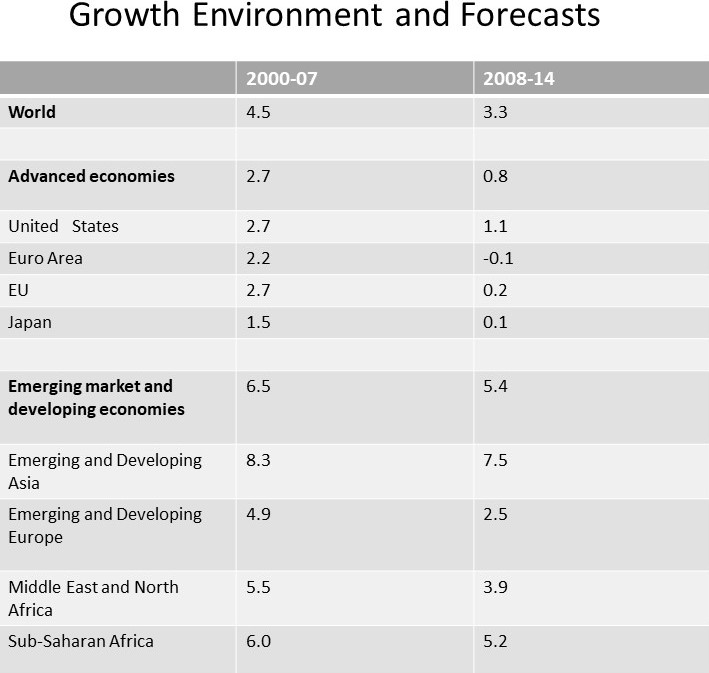 Growth Environment and Forecasts
2000-07 2008-14
World 4.5 3.3
Advanced economies 2.7 0.8
United States 2.7 1.1
Euro Area 2.2 -0.1
EU 2.7 0.2
Japan 1.5 0.1
Emerging market and 6.5 5.4
developing economies
Emerging and Developing 8.3 7.5
Asia
Emerging and Developing 4.9 2.5
Europe
Middle East and North 5.5 3.9
Africa
Sub-Saharan Africa 6.0 5.2